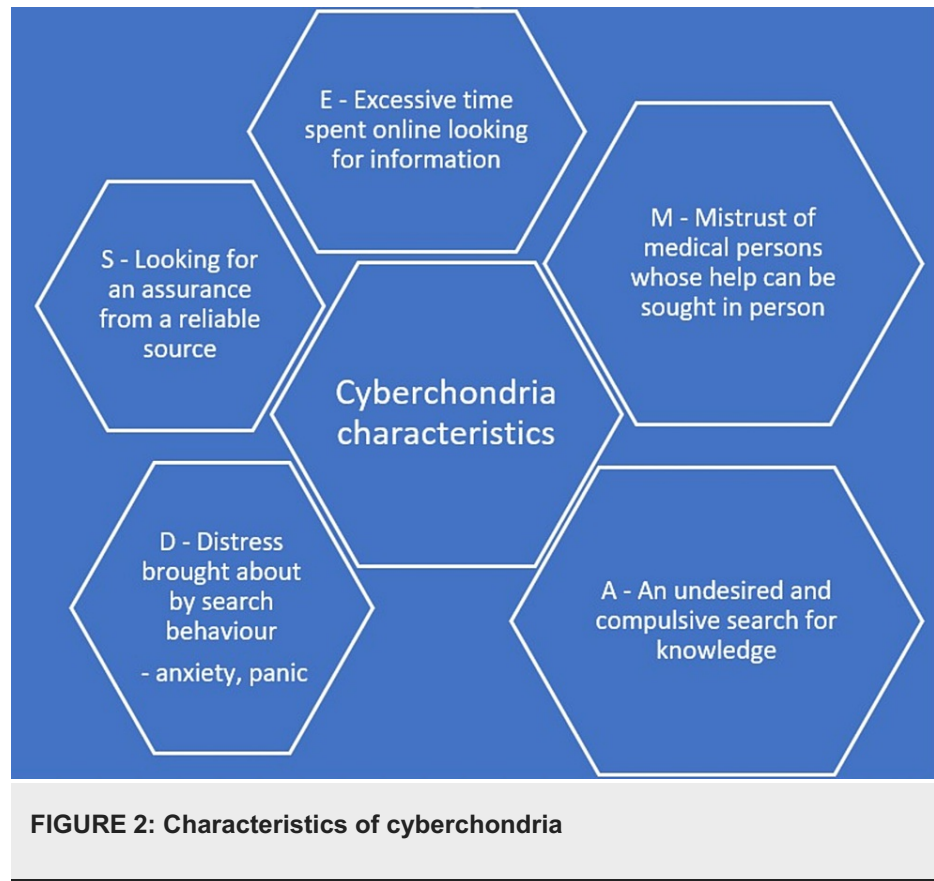 E - Excessive time
spent online looking
for information
M - Mistrust of
medical persons
whose help can be
sought in person
S - Looking for
an assurance
from a reliable
source
Cyberchondria
characteristics
D - Distress
brought about
by search
behaviour
- anxiety, panic
A - An undesired and
compulsive search for
knowledge
FIGURE 2: Characteristics of cyberchondria